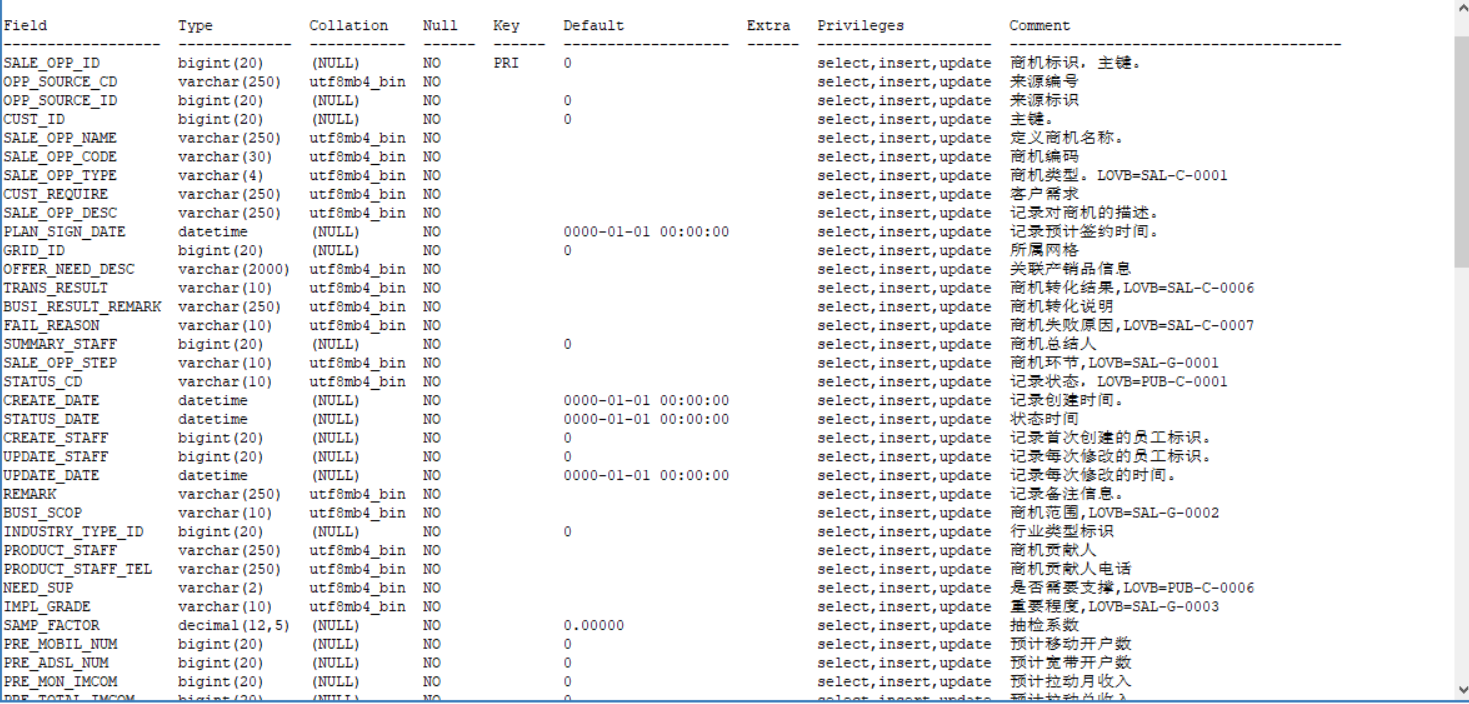 Field Type Collation Null Key Default Extra Privileges Comment
------------------- ------------- ----------- ------ ------ ------------------- ------ -------------------- --------------------------------------
SALE_OPP_ID bigint(20) (NULL) NO PRI 0 select,insert,update 商机标识，主键。
OPP_SOURCE_CD varchar(250) utf8mb4_bin NO select,insert,update 来源编号
OPP_SOURCE_ID bigint(20) (NULL) NO 0 select,insert,update 来源标识
CUST_ID bigint(20) (NULL) NO 0 select,insert,update 主键。
SALE_OPP_NAME varchar(250) utf8mb4_bin NO select,insert,update 定义商机名称。
SALE_OPP_CODE varchar(30) utf8mb4_bin NO select,insert,update 商机编码
SALE_OPP_TYPE varchar(4) utf8mb4_bin NO select,insert,update 商机类型。LOVB=SAL-C-0001
CUST_REQUIRE varchar(250) utf8mb4_bin NO select,insert,update 客户需求
SALE_OPP_DESC varchar(250) utf8mb4_bin NO select,insert,update 记录对商机的描述。
PLAN_SIGN_DATE datetime (NULL) NO 0000-01-01 00:00:00 select,insert,update 记录预计签约时间。
GRID_ID bigint(20) (NULL) NO 0 select,insert,update 所属网格
OFFER_NEED_DESC varchar(2000) utf8mb4_bin NO select,insert,update 关联产销品信息
TRANS_RESULT varchar(10) utf8mb4_bin NO select,insert,update 商机转化结果,LOVB=SAL-C-0006
BUSI_RESULT_REMARK varchar(250) utf8mb4_bin NO select,insert,update 商机转化说明
FAIL_REASON varchar(10) utf8mb4_bin NO select,insert,update 商机失败原因,LOVB=SAL-C-0007
SUMMARY_STAFF bigint(20) (NULL) NO 0 select,insert,update 商机总结人
SALE_OPP_STEP varchar(10) utf8mb4_bin NO select,insert,update 商机环节,LOVB=SAL-G-0001
STATUS_CD varchar(10) utf8mb4_bin NO select,insert,update 记录状态，LOVB=PUB-C-0001
CREATE_DATE datetime (NULL) NO 0000-01-01 00:00:00 select,insert,update 记录创建时间。
STATUS_DATE datetime (NULL) NO 0000-01-01 00:00:00 select,insert,update 状态时间
CREATE_STAFF bigint(20) (NULL) NO 0 select,insert,update 记录首次创建的员工标识。
UPDATE_STAFF bigint(20) (NULL) NO 0 select,insert,update 记录每次修改的员工标识。
UPDATE_DATE datetime (NULL) NO 0000-01-01 00:00:00 select,insert,update 记录每次修改的时间。
REMARK varchar(250) utf8mb4_bin NO select,insert,update 记录备注信息。
BUSI_SCOP varchar(10) utf8mb4_bin NO select,insert,update 商机范围,LOVB=SAL-G-0002
INDUSTRY_TYPE_ID bigint(20) (NULL) NO 0 select,insert,update 行业类型标识
PRODUCT_STAFF varchar(250) utf8mb4_bin NO select,insert,update 商机贡献人
PRODUCT_STAFF_TEL varchar(250) utf8mb4_bin NO select,insert,update 商机贡献人电话
NEED_SUP varchar(2) utf8mb4_bin NO select,insert,update 是否需要支撑,LOVB=PUB-C-0006
IMPL_GRADE varchar(10) utf8mb4_bin NO select,insert,update 重要程度,LOVB=SAL-G-0003
SAMP_FACTOR decimal(12,5) (NULL) NO 0.00000 select,insert,update 抽检系数
PRE_MOBIL_NUM bigint(20) (NULL) NO 0 select,insert,update 预计移动开户数
PRE_ADSL_NUM bigint(20) (NULL) NO 0 select,insert,update 预计宽带开户数
PRE_MON_IMCOM bigint(20) (NULL) NO 0 select,insert,update 预计拉动月收入
PRE_TOTAL_IMCOM bigint(20) (NULL) NO 0 select,insert,update 预计拉动总收入